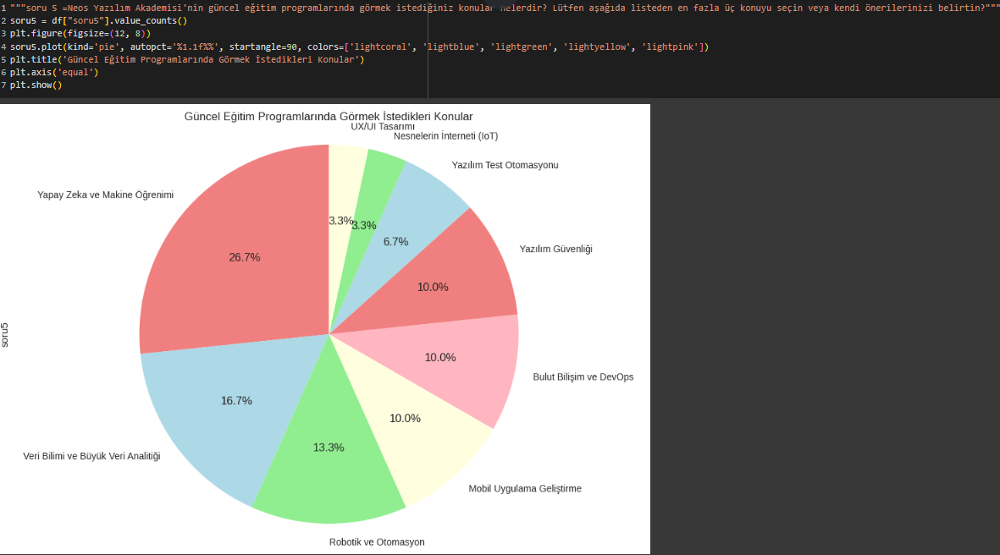 1 """soru 5 =Neos Yazılım Akademisi'nin güncel eğitim programlarında görmek istediğiniz konular nelerdir? Lütfen aşağıda listeden en fazla üç konuyu seçin veya kendi önerilerinizi belirtin?"""
2 soru5 = df["soru5"].value_counts()
3 plt.figure(figsize=(12, 8))
4 soru5.plot(kind='pie', autopct='%1.1f%%', startangle=90, colors=['lightcoral', 'lightblue', 'lightgreen', 'lightyellow', 'lightpink'])
5 plt.title('Güncel Eğitim Programlarında Görmek İstedikleri Konular')
6 plt.axis('equal')
7 plt.show()
Güncel Eğitim Programlarında Görmek İstedikleri Konular
UX/UI Tasarımı
Nesnelerin İnterneti (IoT)
Yazılım Test Otomasyonu
Yapay Zeka ve Makine Öğrenimi
3.3%
3.3%
6.7%
Yazılım Güvenliği
26.7%
10.0%
soru5
10.0%
Bulut Bilişim ve DevOps
16.7%
10.0%
13.3%
Veri Bilimi ve Büyük Veri Analitiği
Mobil Uygulama Geliştirme
Robotik ve Otomasyon